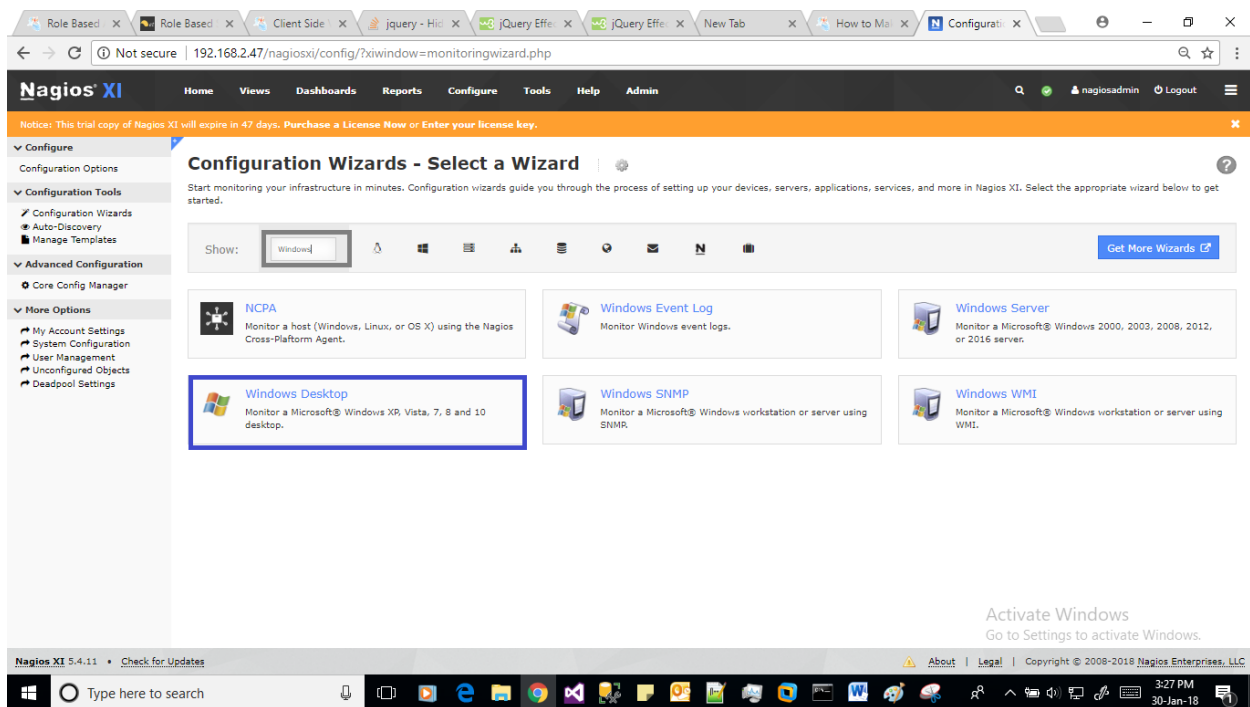 Role Based
Role Based
Client Side
jquery - Hid
jQuery Effec
jQuery Effec
New Tab
How to Mal
Configurati
Not secure | 192.168.2.47/nagiosxi/config/?xiwindow=monitoringwizard.php
Nagios® XI
Home Views Dashboards Reports Configure Tools Help Admin
nagiosadmin Logout
Notice: This trial copy of Nagios XI will expire in 47 days. Purchase a License Now or Enter your license key.
Configure
Configuration Options
Configuration Tools
Configuration Wizards
Auto-Discovery
Manage Templates
Advanced Configuration
Core Config Manager
More Options
My Account Settings
System Configuration
User Management
Unconfigured Objects
Deadpool Settings
Configuration Wizards - Select a Wizard
Start monitoring your infrastructure in minutes. Configuration wizards guide you through the process of setting up your devices, servers, applications, services, and more in Nagios XI. Select the appropriate wizard below to get
started.
Show: Windows
N
Get More Wizards
NCPA
Monitor a host (Windows, Linux, or OS X) using the Nagios
Cross-Plaftorm Agent.
Windows Event Log
Monitor Windows event logs.
Windows Server
Monitor a Microsoft® Windows 2000, 2003, 2008, 2012,
or 2016 server.
Windows Desktop
Monitor a Microsoft® Windows XP, Vista, 7, 8 and 10
desktop.
Windows SNMP
Monitor a Microsoft® Windows workstation or server using
SNMP.
Windows WMI
Monitor a Microsoft® Windows workstation or server using
WMI.
Activate Windows
Go to Settings to activate Windows.
Nagios XI 5.4.11 • Check for Updates
About | Legal | Copyright © 2008-2018 Nagios Enterprises, LLC
Type here to search
3:27 PM
30-Jan-18